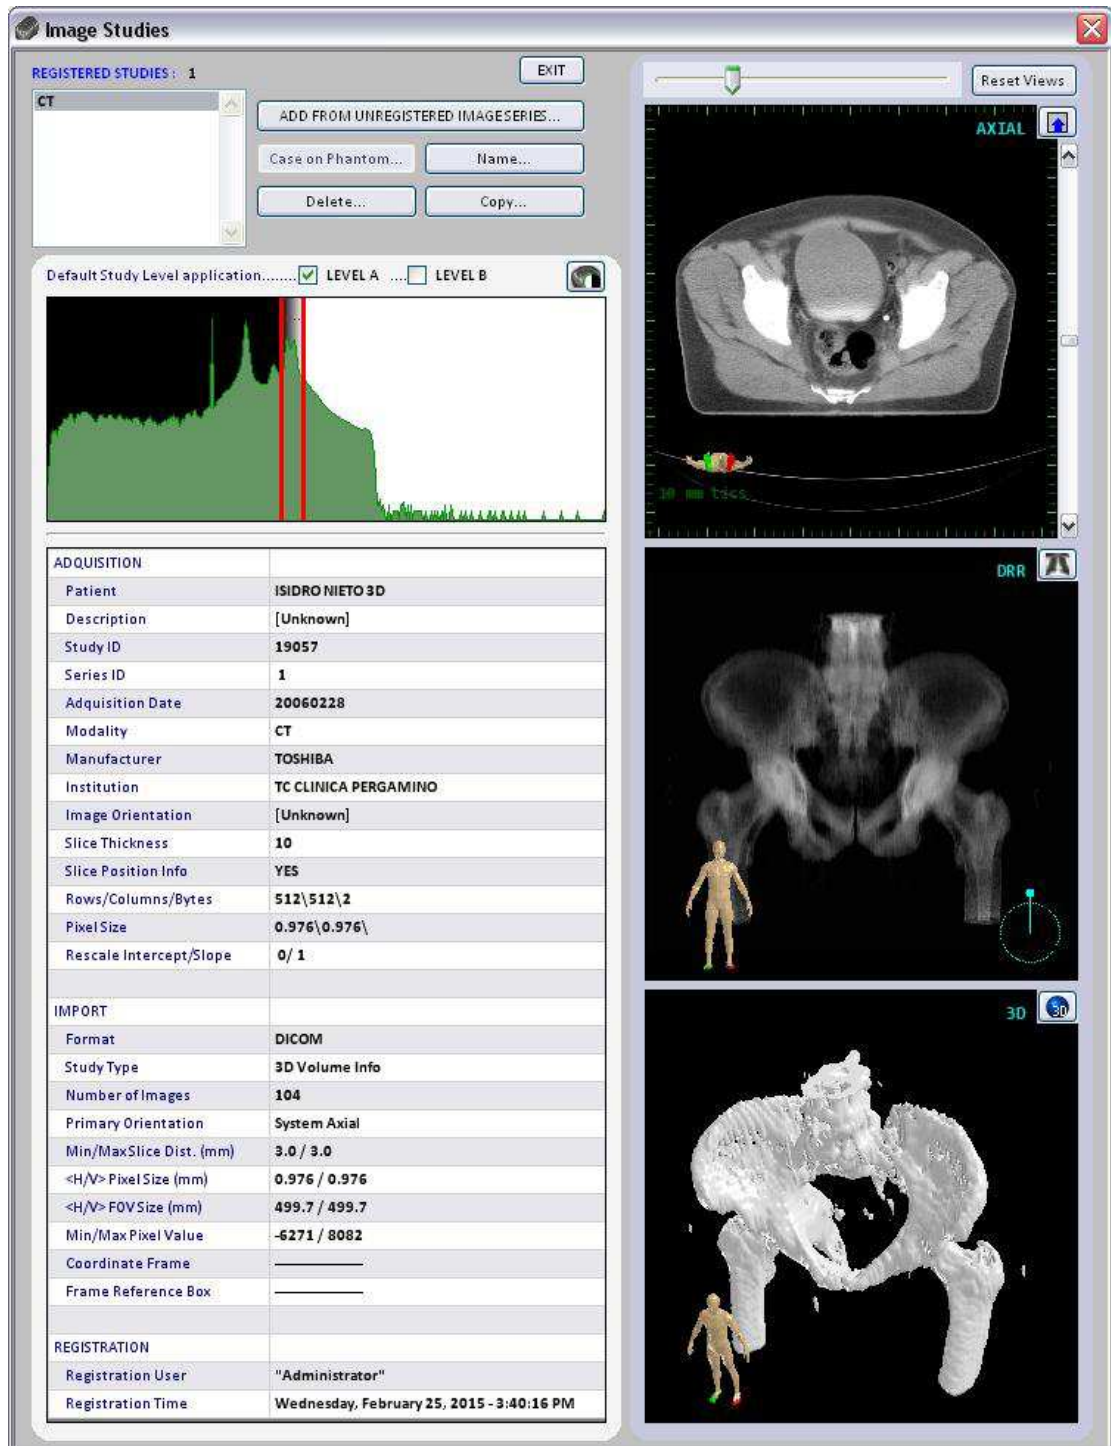 Image Studies
REGISTERED STUDIES : 1
EXIT
CT
ADD FROM UNREGISTERED IMAGE SERIES...
Case on Phantom...
Name...
Delete...
Copy...
Default Study Level application....... LEVEL A .... LEVEL B
ADQUISITION
Patient ISIDRO NIETO 3D
Description [Unknown]
Study ID 19057
Series ID 1
Adquisition Date 20060228
Modality CT
Manufacturer TOSHIBA
Institution TC CLINICA PERGAMINO
Image Orientation [Unknown]
Slice Thickness 10
Slice Position Info YES
Rows/Columns/Bytes 512\512\2
Pixel Size 0.976\0.976\
Rescale Intercept/Slope 0/ 1
IMPORT
Format DICOM
Study Type 3D Volume Info
Number of Images 104
Primary Orientation System Axial
Min/Max Slice Dist. (mm) 3.0 / 3.0
<H/V> Pixel Size (mm) 0.976 / 0.976
<H/V> FOV Size (mm) 499.7 / 499.7
Min/Max Pixel Value -6271 / 8082
Coordinate Frame
Frame Reference Box
REGISTRATION
Registration User "Administrator"
Registration Time Wednesday, February 25, 2015 - 3:40:16 PM
Reset Views
AXIAL
10 mm tics
DRR
3D
3D